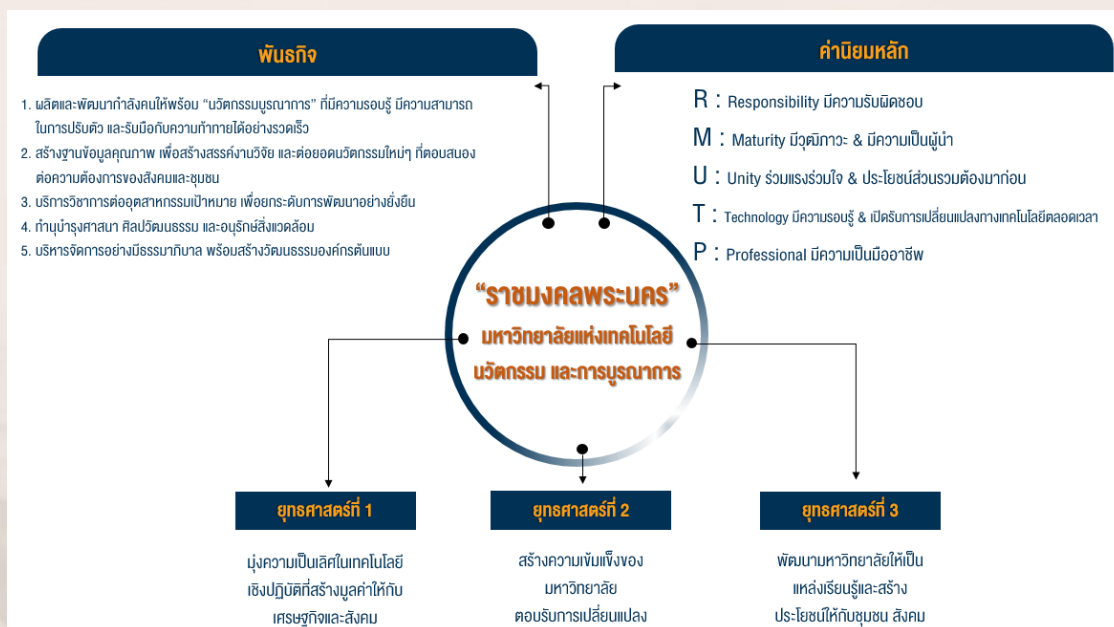 พันธกิจ
1. ผลิตและพัฒนากำลังคนให้พร้อม “นวัตกรรมบูรณาการ” ที่มีความรอบรู้ มีความสามารถ
ในการปรับตัว และรับมือกับความท้าทายได้อย่างรวดเร็ว
2. สร้างฐานข้อมูลคุณภาพ เพื่อสร้างสรรค์งานวิจัย และต่อยอดนวัตกรรมใหม่ๆ ที่ตอบสนอง
ต่อความต้องการของสังคมและชุมชน
3. บริการวิชาการต่ออุตสาหกรรมเป้าหมาย เพื่อยกระดับการพัฒนาอย่างยั่งยืน
4. ทำนุบำรุงศาสนา ศิลปวัฒนธรรม และอนุรักษ์สิ่งแวดล้อม
5. บริหารจัดการอย่างมีธรรมาภิบาล พร้อมสร้างวัฒนธรรมองค์กรต้นแบบ
ค่านิยมหลัก
R : Responsibility มีความรับผิดชอบ
M : Maturity มีวุฒิภาวะ & มีความเป็นผู้นำ
U : Unity ร่วมแรงร่วมใจ & ประโยชน์ส่วนรวมต้องมาก่อน
T : Technology มีความรอบรู้ & เปิดรับการเปลี่ยนแปลงทางเทคโนโลยีตลอดเวลา
P : Professional มีความเป็นมืออาชีพ
“ราชมงคลพระนคร”
มหาวิทยาลัยแห่งเทคโนโลยี
นวัตกรรม และการบูรณาการ
ยุทธศาสตร์ที่ 1
มุ่งความเป็นเลิศในเทคโนโลยี
เชิงปฏิบัติที่สร้างมูลค่าให้กับ
เศรษฐกิจและสังคม
ยุทธศาสตร์ที่ 2
สร้างความเข้มแข็งของ
มหาวิทยาลัย
ตอบรับการเปลี่ยนแปลง
ยุทธศาสตร์ที่ 3
พัฒนามหาวิทยาลัยให้เป็น
แหล่งเรียนรู้และสร้าง
ประโยชน์ให้กับชุมชน สังคม